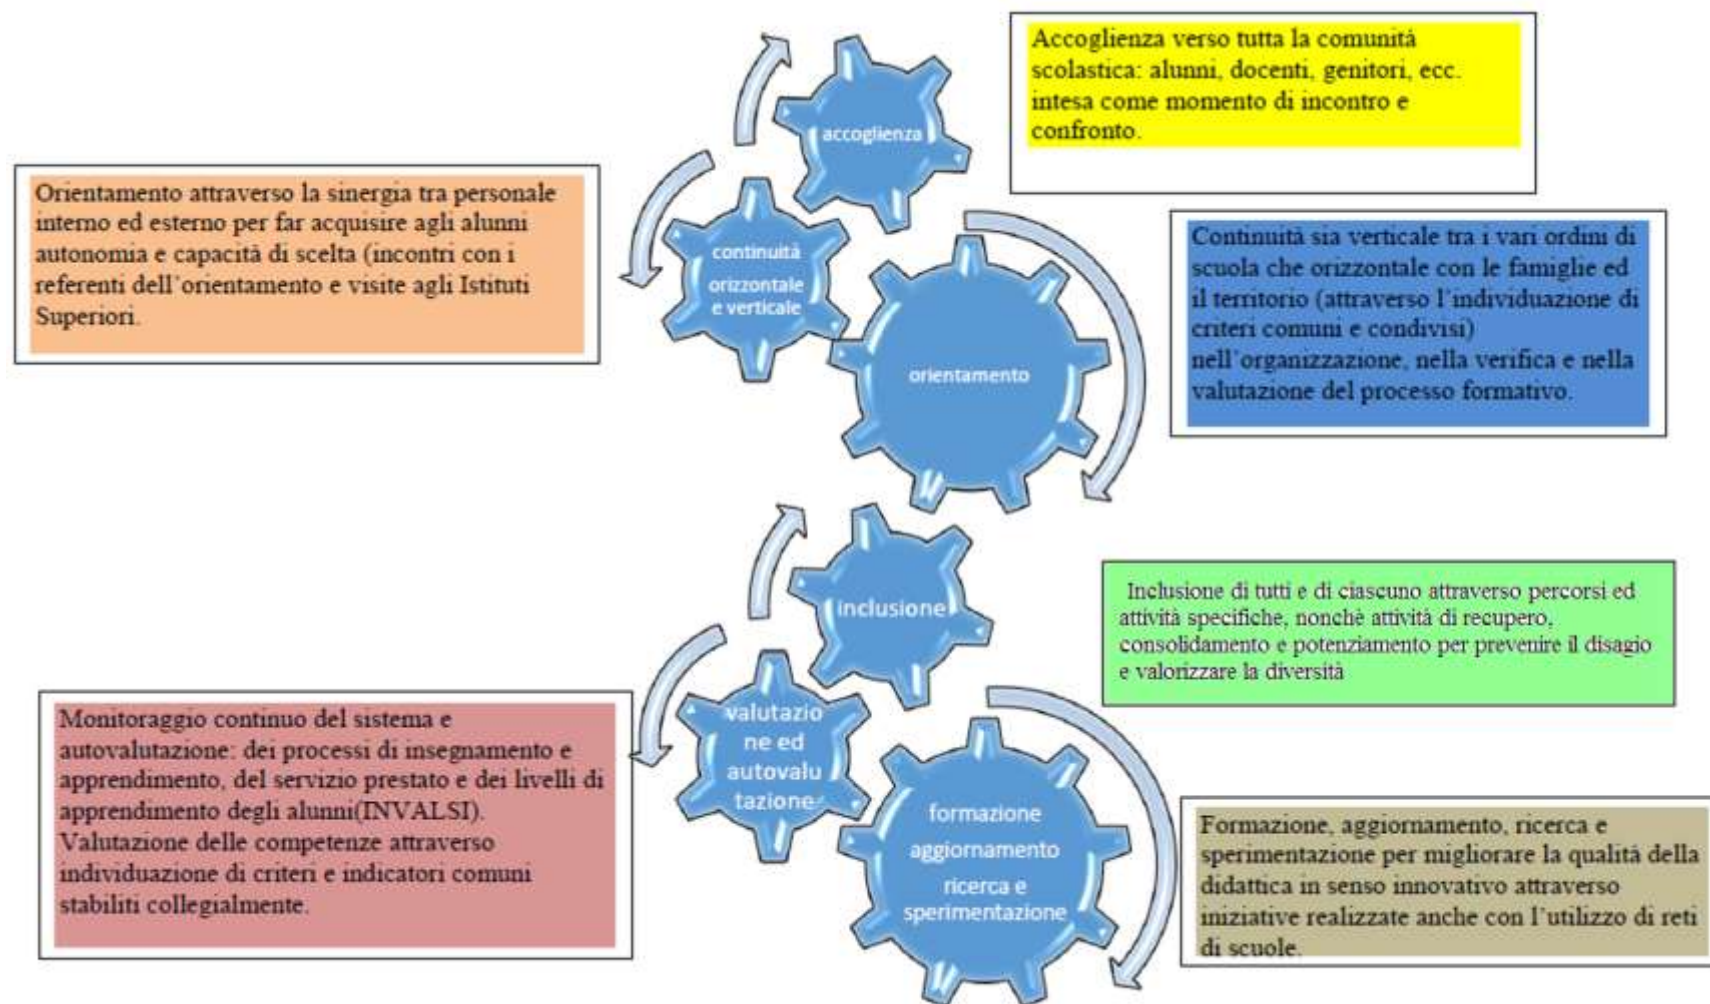 accoglienza
Accoglienza verso tutta la comunità
scolastica: alunni, docenti, genitori, ecc.
intesa come momento di incontro e
confronto.
Orientamento attraverso la sinergia tra personale
interno ed esterno per far acquisire agli alunni
autonomia e capacità di scelta (incontri con i
referenti dell’orientamento e visite agli Istituti
Superiori.
continuità
orizzontale
e verticale
orientamento
Continuità sia verticale tra i vari ordini di
scuola che orizzontale con le famiglie ed
il territorio (attraverso l’individuazione di
criteri comuni e condivisi)
nell’organizzazione, nella verifica e nella
valutazione del processo formativo.
inclusione
Inclusione di tutti e di ciascuno attraverso percorsi ed
attività specifiche, nonchè attività di recupero,
consolidamento e potenziamento per prevenire il disagio
e valorizzare la diversità
Monitoraggio continuo del sistema e
autovalutazione: dei processi di insegnamento e
apprendimento, del servizio prestato e dei livelli di
apprendimento degli alunni(INVALSI).
Valutazione delle competenze attraverso
individuazione di criteri e indicatori comuni
stabiliti collegialmente.
valutazio
ne ed
autovalu
tazione
formazione
aggiornamento
ricerca e
sperimentazione
Formazione, aggiornamento, ricerca e
sperimentazione per migliorare la qualità della
didattica in senso innovativo attraverso
iniziative realizzate anche con l’utilizzo di reti
di scuole.